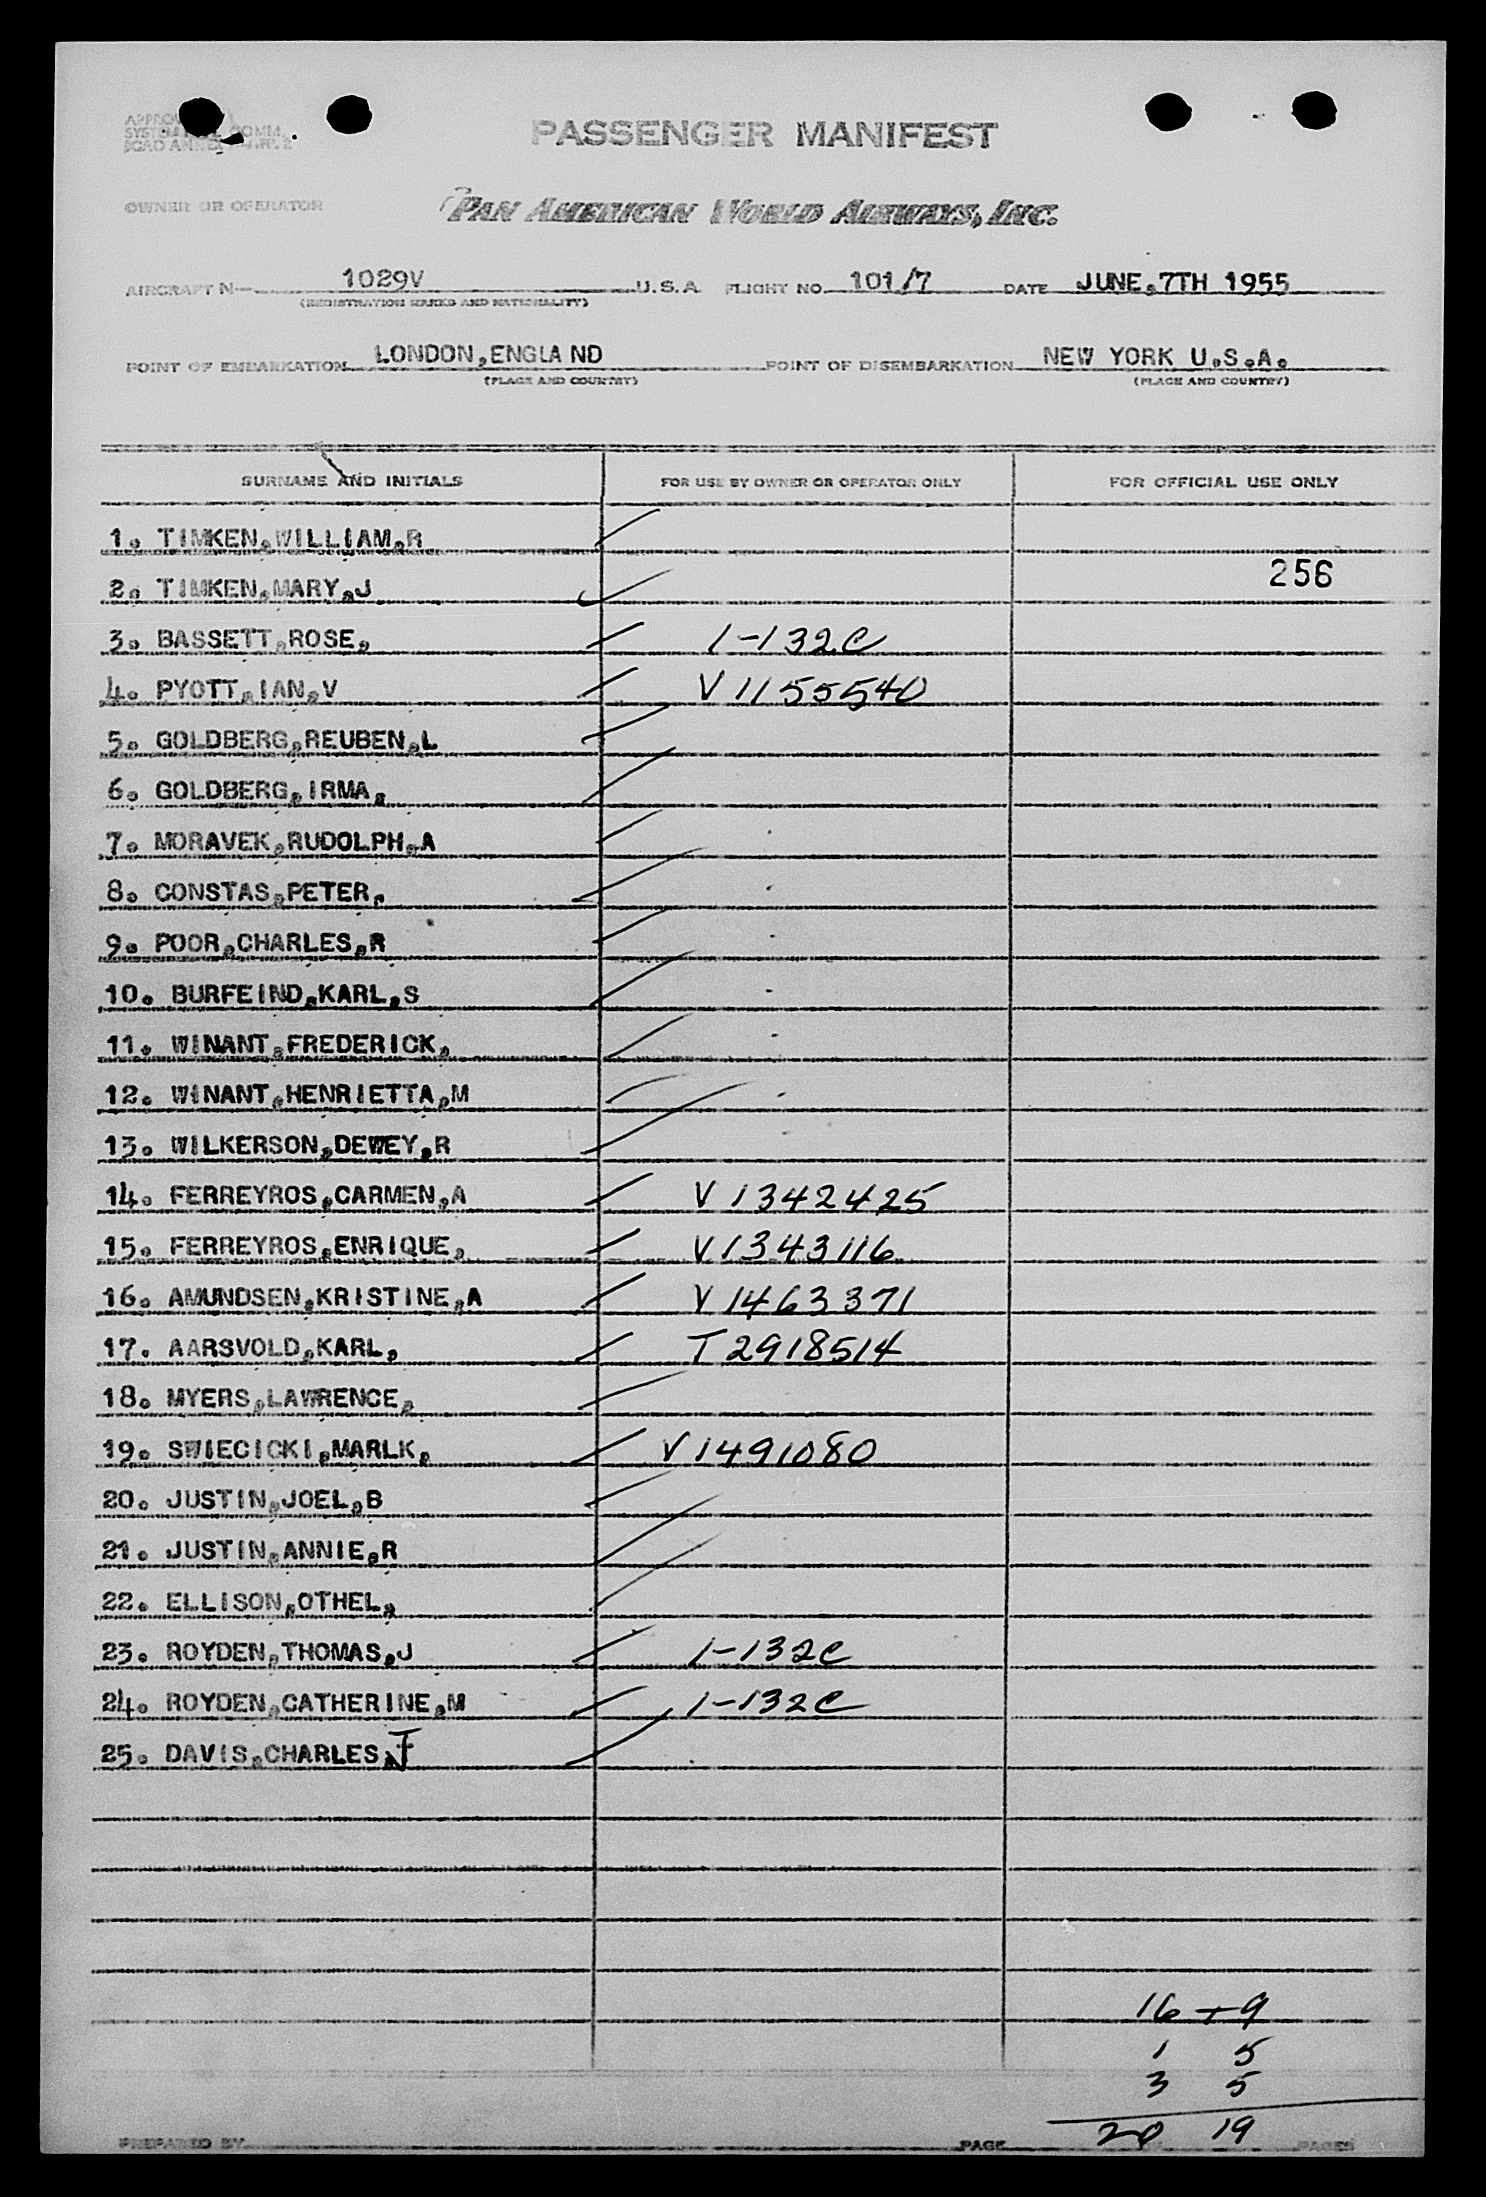 PASSENGER MANIFEST
OWNER OR OPERATOR PAN AMERICAN WORLD AIRWAYS, INC.
AIRCRAFT N— 1029V U.S.A. FLIGHT NO. 101/7 DATE JUNE.7TH 1955
(REGISTRATION MARKS AND NATIONALITY)
POINT OF EMBARKATION LONDON,ENGLAND POINT OF DISEMBARKATION NEW YORK U.S.A.
(PLACE AND COUNTRY) (PLACE AND COUNTRY)
SURNAME AND INITIALS FOR USE BY OWNER OR OPERATOR ONLY FOR OFFICIAL USE ONLY
1. TIMKEN,WILLIAM,R
2. TIMKEN,MARY,J 256
3. BASSETT,ROSE, 1-132C
4. PYOTT,IAN,V V1155540
5. GOLDBERG,REUBEN,L
6. GOLDBERG,IRMA,
7. MORAVEK,RUDOLPH,A
8. CONSTAS,PETER,
9. POOR,CHARLES,R
10. BURFEIND,KARL,S
11. WINANT,FREDERICK,
12. WINANT,HENRIETTA,M
13. WILKERSON,DEWEY,R
14. FERREYROS,CARMEN,A V1342425
15. FERREYROS,ENRIQUE, V1343116
16. AMUNDSEN,KRISTINE,A V1463371
17. AARSVOLD,KARL, T2918514
18. MYERS,LAWRENCE,
19. SWIECICKI,MARLK, V1491080
20. JUSTIN,JOEL,B
21. JUSTIN,ANNIE,R
22. ELLISON,OTHEL,
23. ROYDEN,THOMAS,J 1-132C
24. ROYDEN,CATHERINE,M 1-132C
25. DAVIS,CHARLES,J
16 + 9
1 5
3 5
20 19
PREPARED BY PAGE PAGES